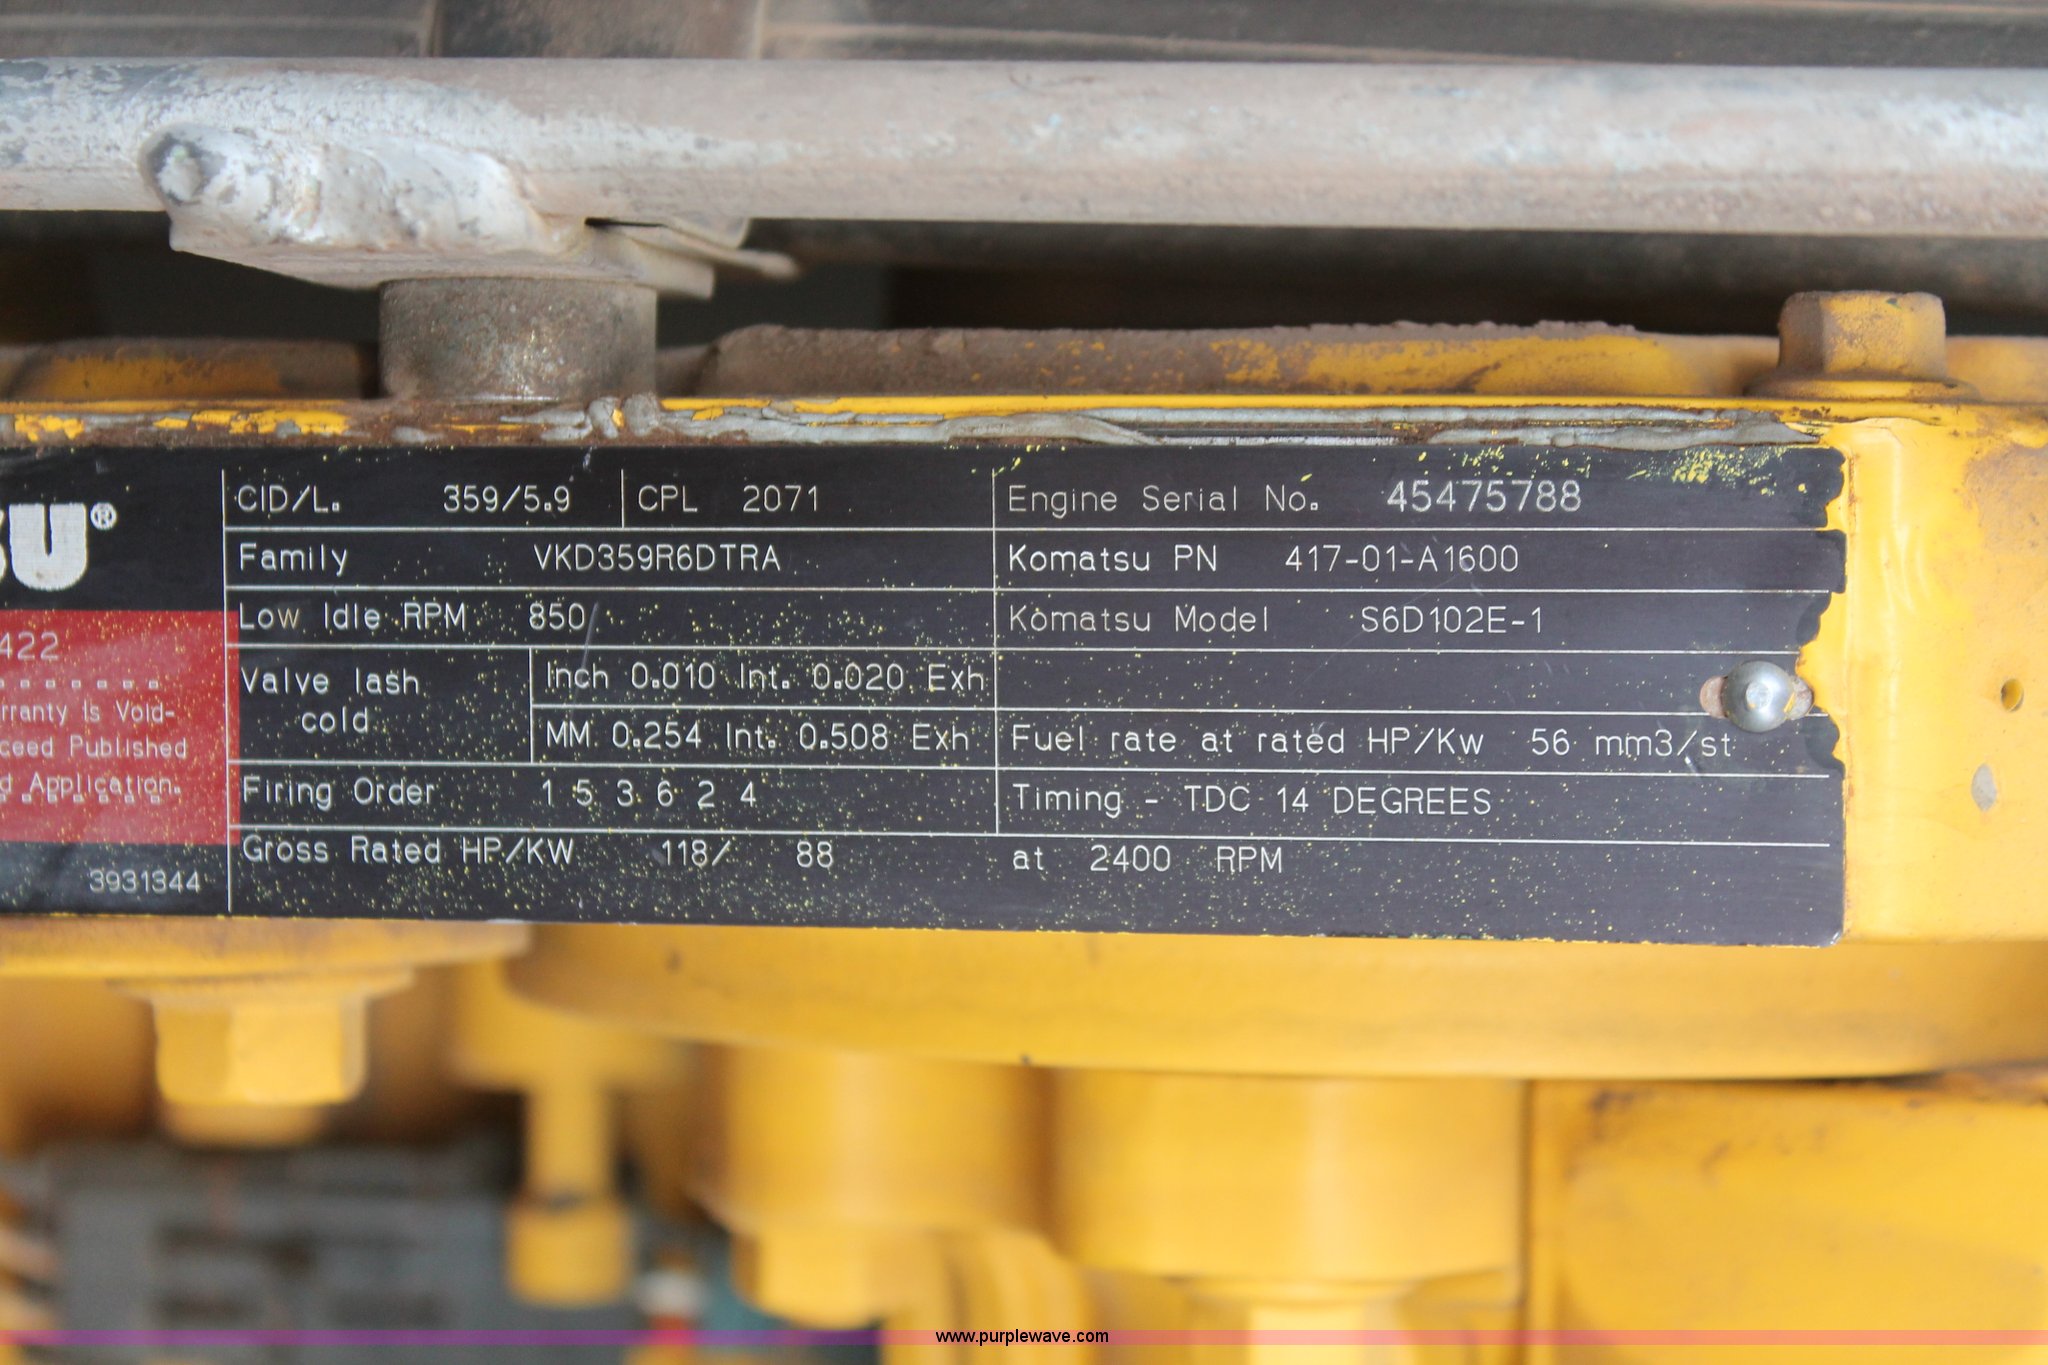 SU®
422
rranty Is Void-
ceed Published
d Application.
3931344
CID/L. 359/5.9 CPL 2071 Engine Serial No. 45475788
Family VKD359R6DTRA Komatsu PN 417-01-A1600
Low Idle RPM 850 Komatsu Model S6D102E-1
Valve lash cold Inch 0.010 Int. 0.020 Exh
MM 0.254 Int. 0.508 Exh Fuel rate at rated HP/Kw 56 mm3/st
Firing Order 1 5 3 6 2 4 Timing - TDC 14 DEGREES
Gross Rated HP/KW 118/ 88 at 2400 RPM
www.purplewave.com